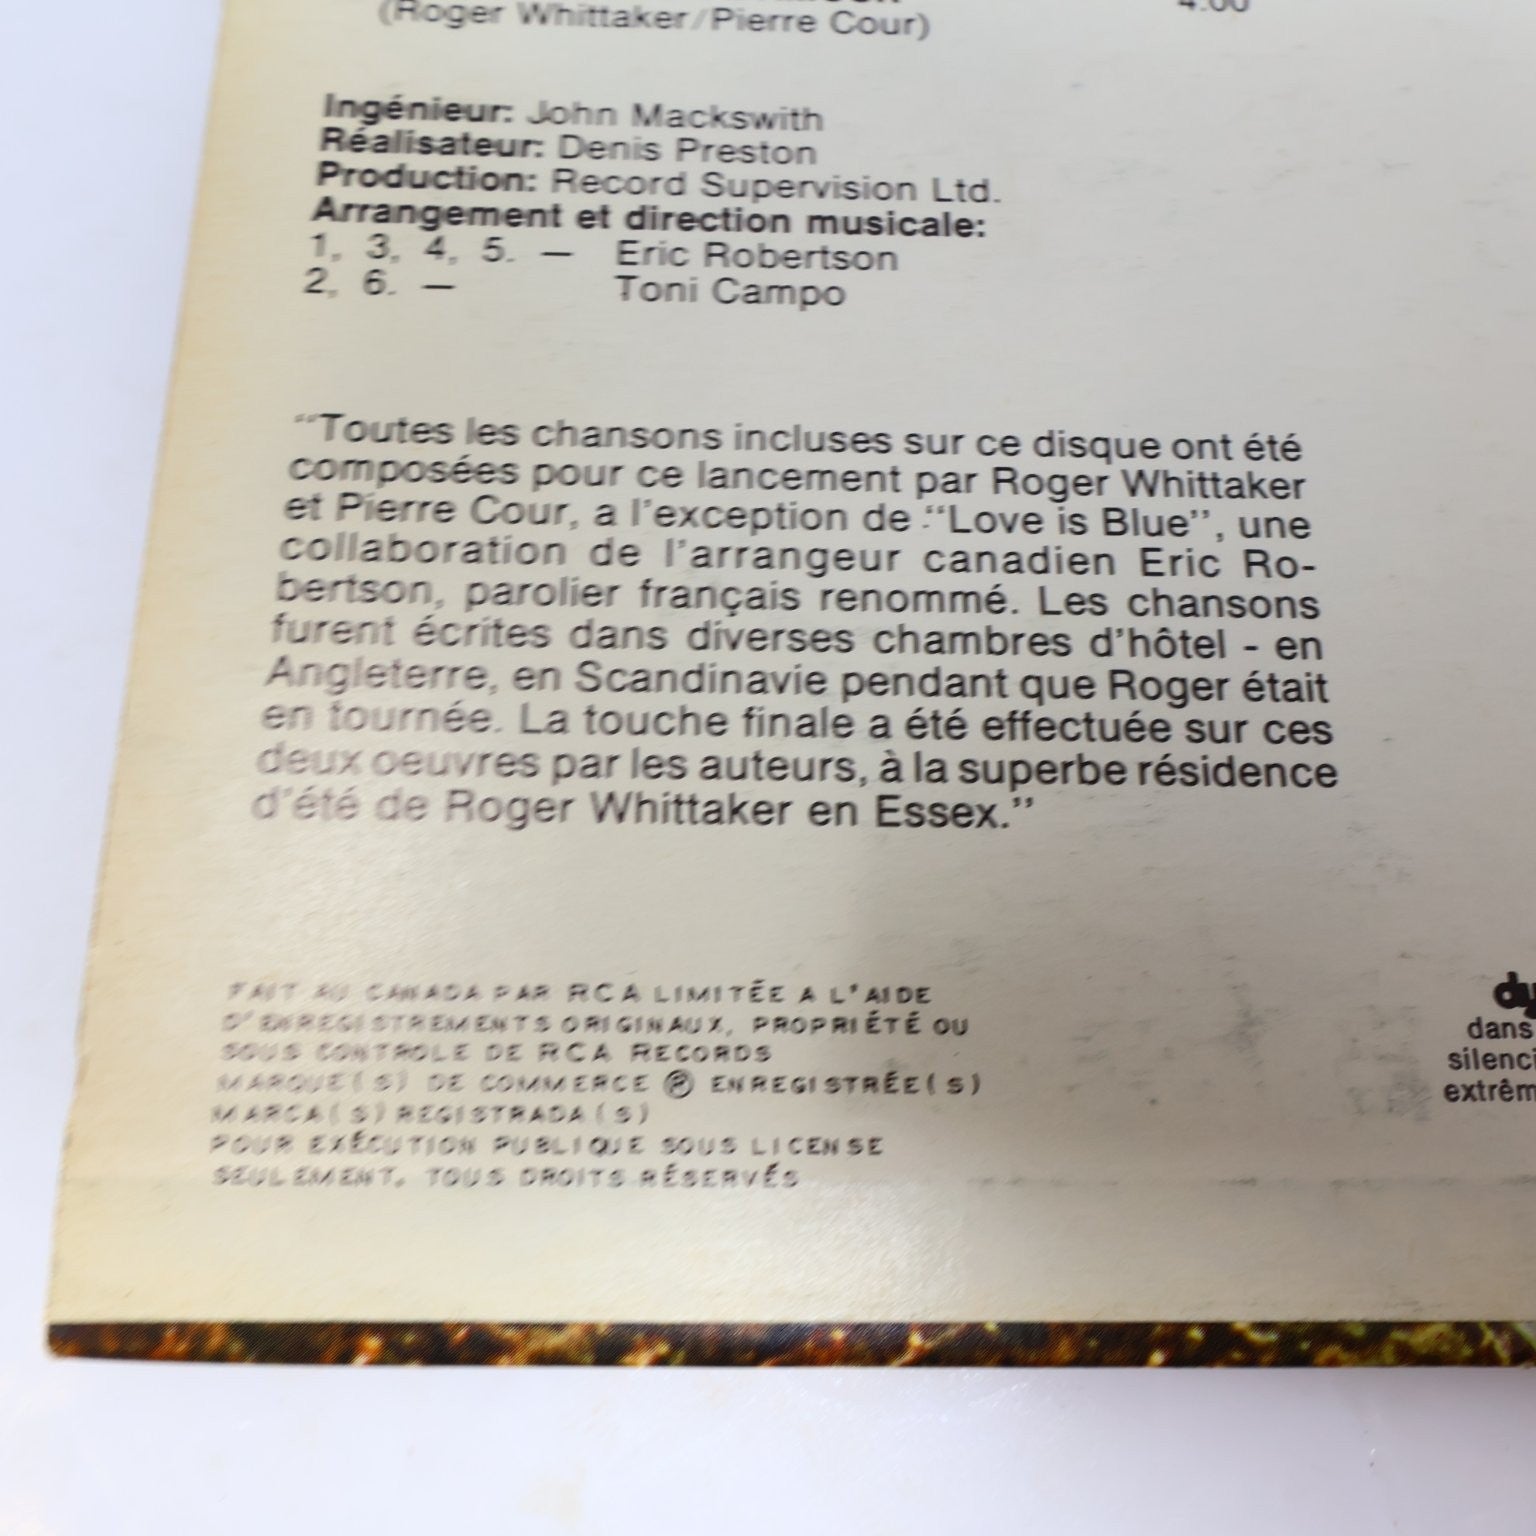 (Roger Whittaker/Pierre Cour)
4:00
Ingénieur: John Mackswith
Réalisateur: Denis Preston
Production: Record Supervision Ltd.
Arrangement et direction musicale:
1, 3, 4, 5. — Eric Robertson
2, 6. — Toni Campo
“Toutes les chansons incluses sur ce disque ont été
composées pour ce lancement par Roger Whittaker
et Pierre Cour, a l'exception de “Love is Blue”, une
collaboration de l'arrangeur canadien Eric Ro-
bertson, parolier français renommé. Les chansons
furent écrites dans diverses chambres d'hôtel - en
Angleterre, en Scandinavie pendant que Roger était
en tournée. La touche finale a été effectuée sur ces
deux oeuvres par les auteurs, à la superbe résidence
d'été de Roger Whittaker en Essex.”
FAIT AU CANADA PAR RCA LIMITÉE A L'AIDE
D'ENREGISTREMENTS ORIGINAUX, PROPRIÉTÉ OU
SOUS CONTROLE DE RCA RECORDS
MARQUE(S) DE COMMERCE ® ENREGISTRÉE(S)
MARCA(S) REGISTRADA(S)
POUR EXÉCUTION PUBLIQUE SOUS LICENSE
SEULEMENT. TOUS DROITS RÉSERVÉS
dy
dans
silenci
extrêm